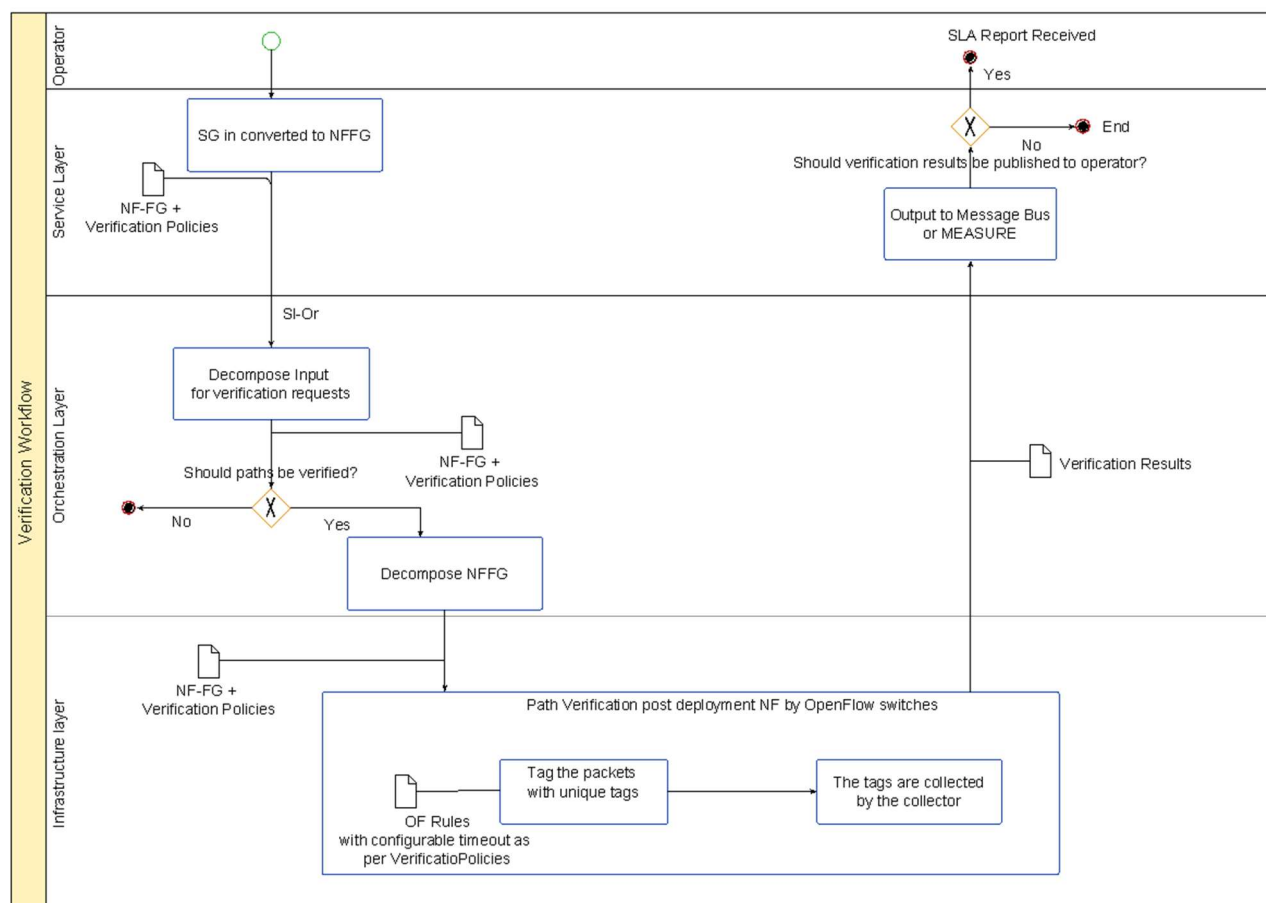 Verification Workflow
Operator
SLA Report Received
Yes
Service Layer
SG in converted to NFFG
NF-FG +
Verification Policies
End
No
Should verification results be published to operator?
Output to Message Bus
or MEASURE
Orchestration Layer
SI-Or
Decompose Input
for verification requests
NF-FG +
Verification Policies
Should paths be verified?
No
Yes
Decompose NFFG
Verification Results
Infrastructure layer
NF-FG +
Verification Policies
Path Verification post deployment NF by OpenFlow switches
Tag the packets
with unique tags
The tags are collected
by the collector
OF Rules
with configurable timeout as
per VerificatioPolicies